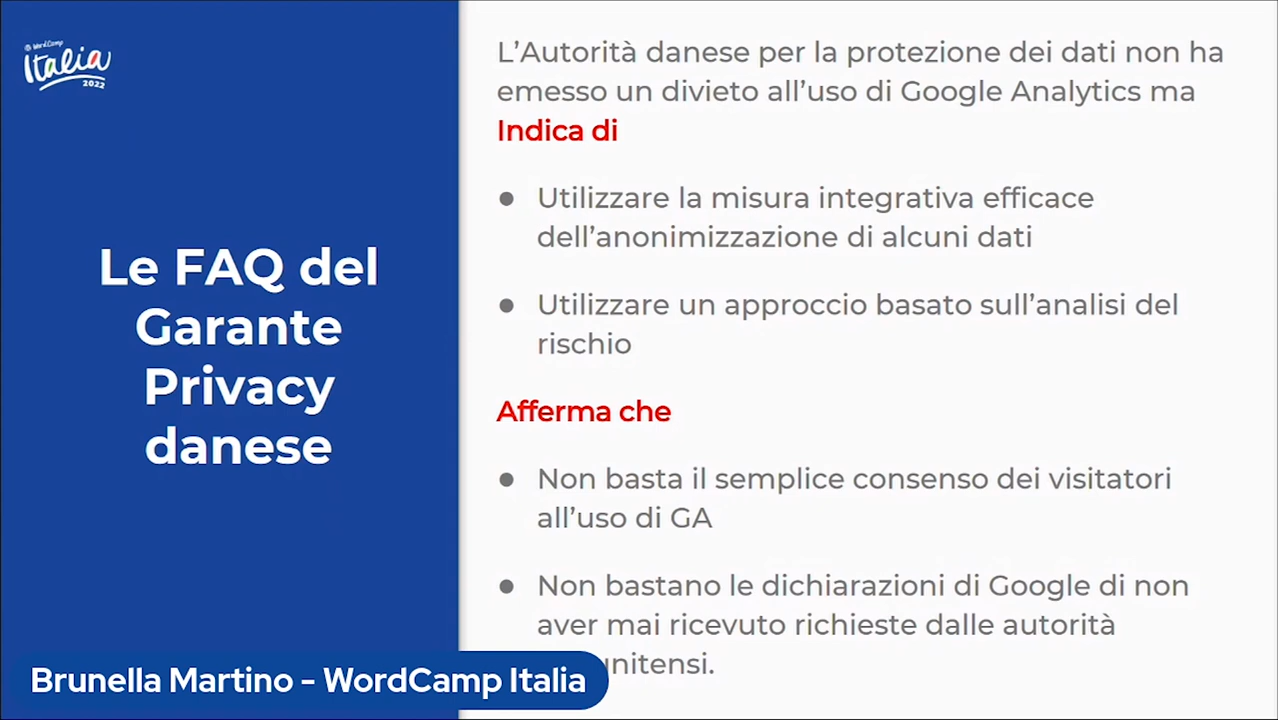 WordCamp
Italia
2022
Le FAQ del
Garante
Privacy
danese
L'Autorità danese per la protezione dei dati non ha
emesso un divieto all'uso di Google Analytics ma
Indica di
● Utilizzare la misura integrativa efficace
dell'anonimizzazione di alcuni dati
● Utilizzare un approccio basato sull'analisi del
rischio
Afferma che
● Non basta il semplice consenso dei visitatori
all'uso di GA
● Non bastano le dichiarazioni di Google di non
aver mai ricevuto richieste dalle autorità
unitensi.
Brunella Martino - WordCamp Italia